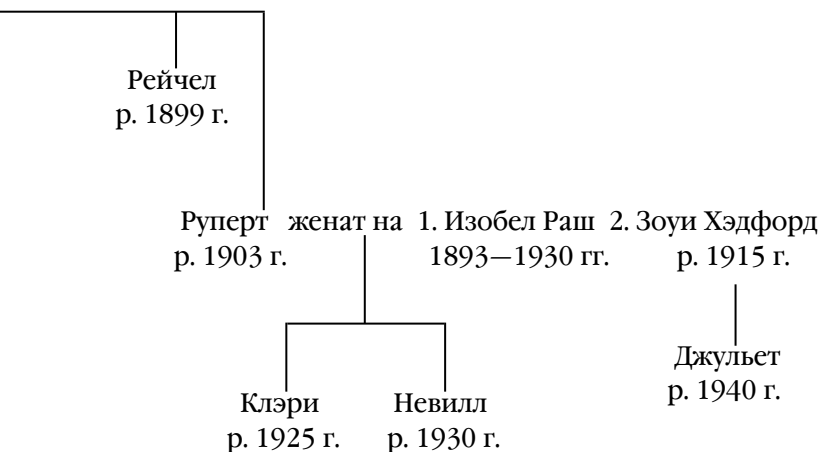 Рейчел
р. 1899 г.
Руперт женат на 1. Изобел Раш 2. Зоуи Хэдфорд
р. 1903 г. 1893—1930 гг. р. 1915 г.
Джульет
р. 1940 г.
Клэри Невилл
р. 1925 г. р. 1930 г.